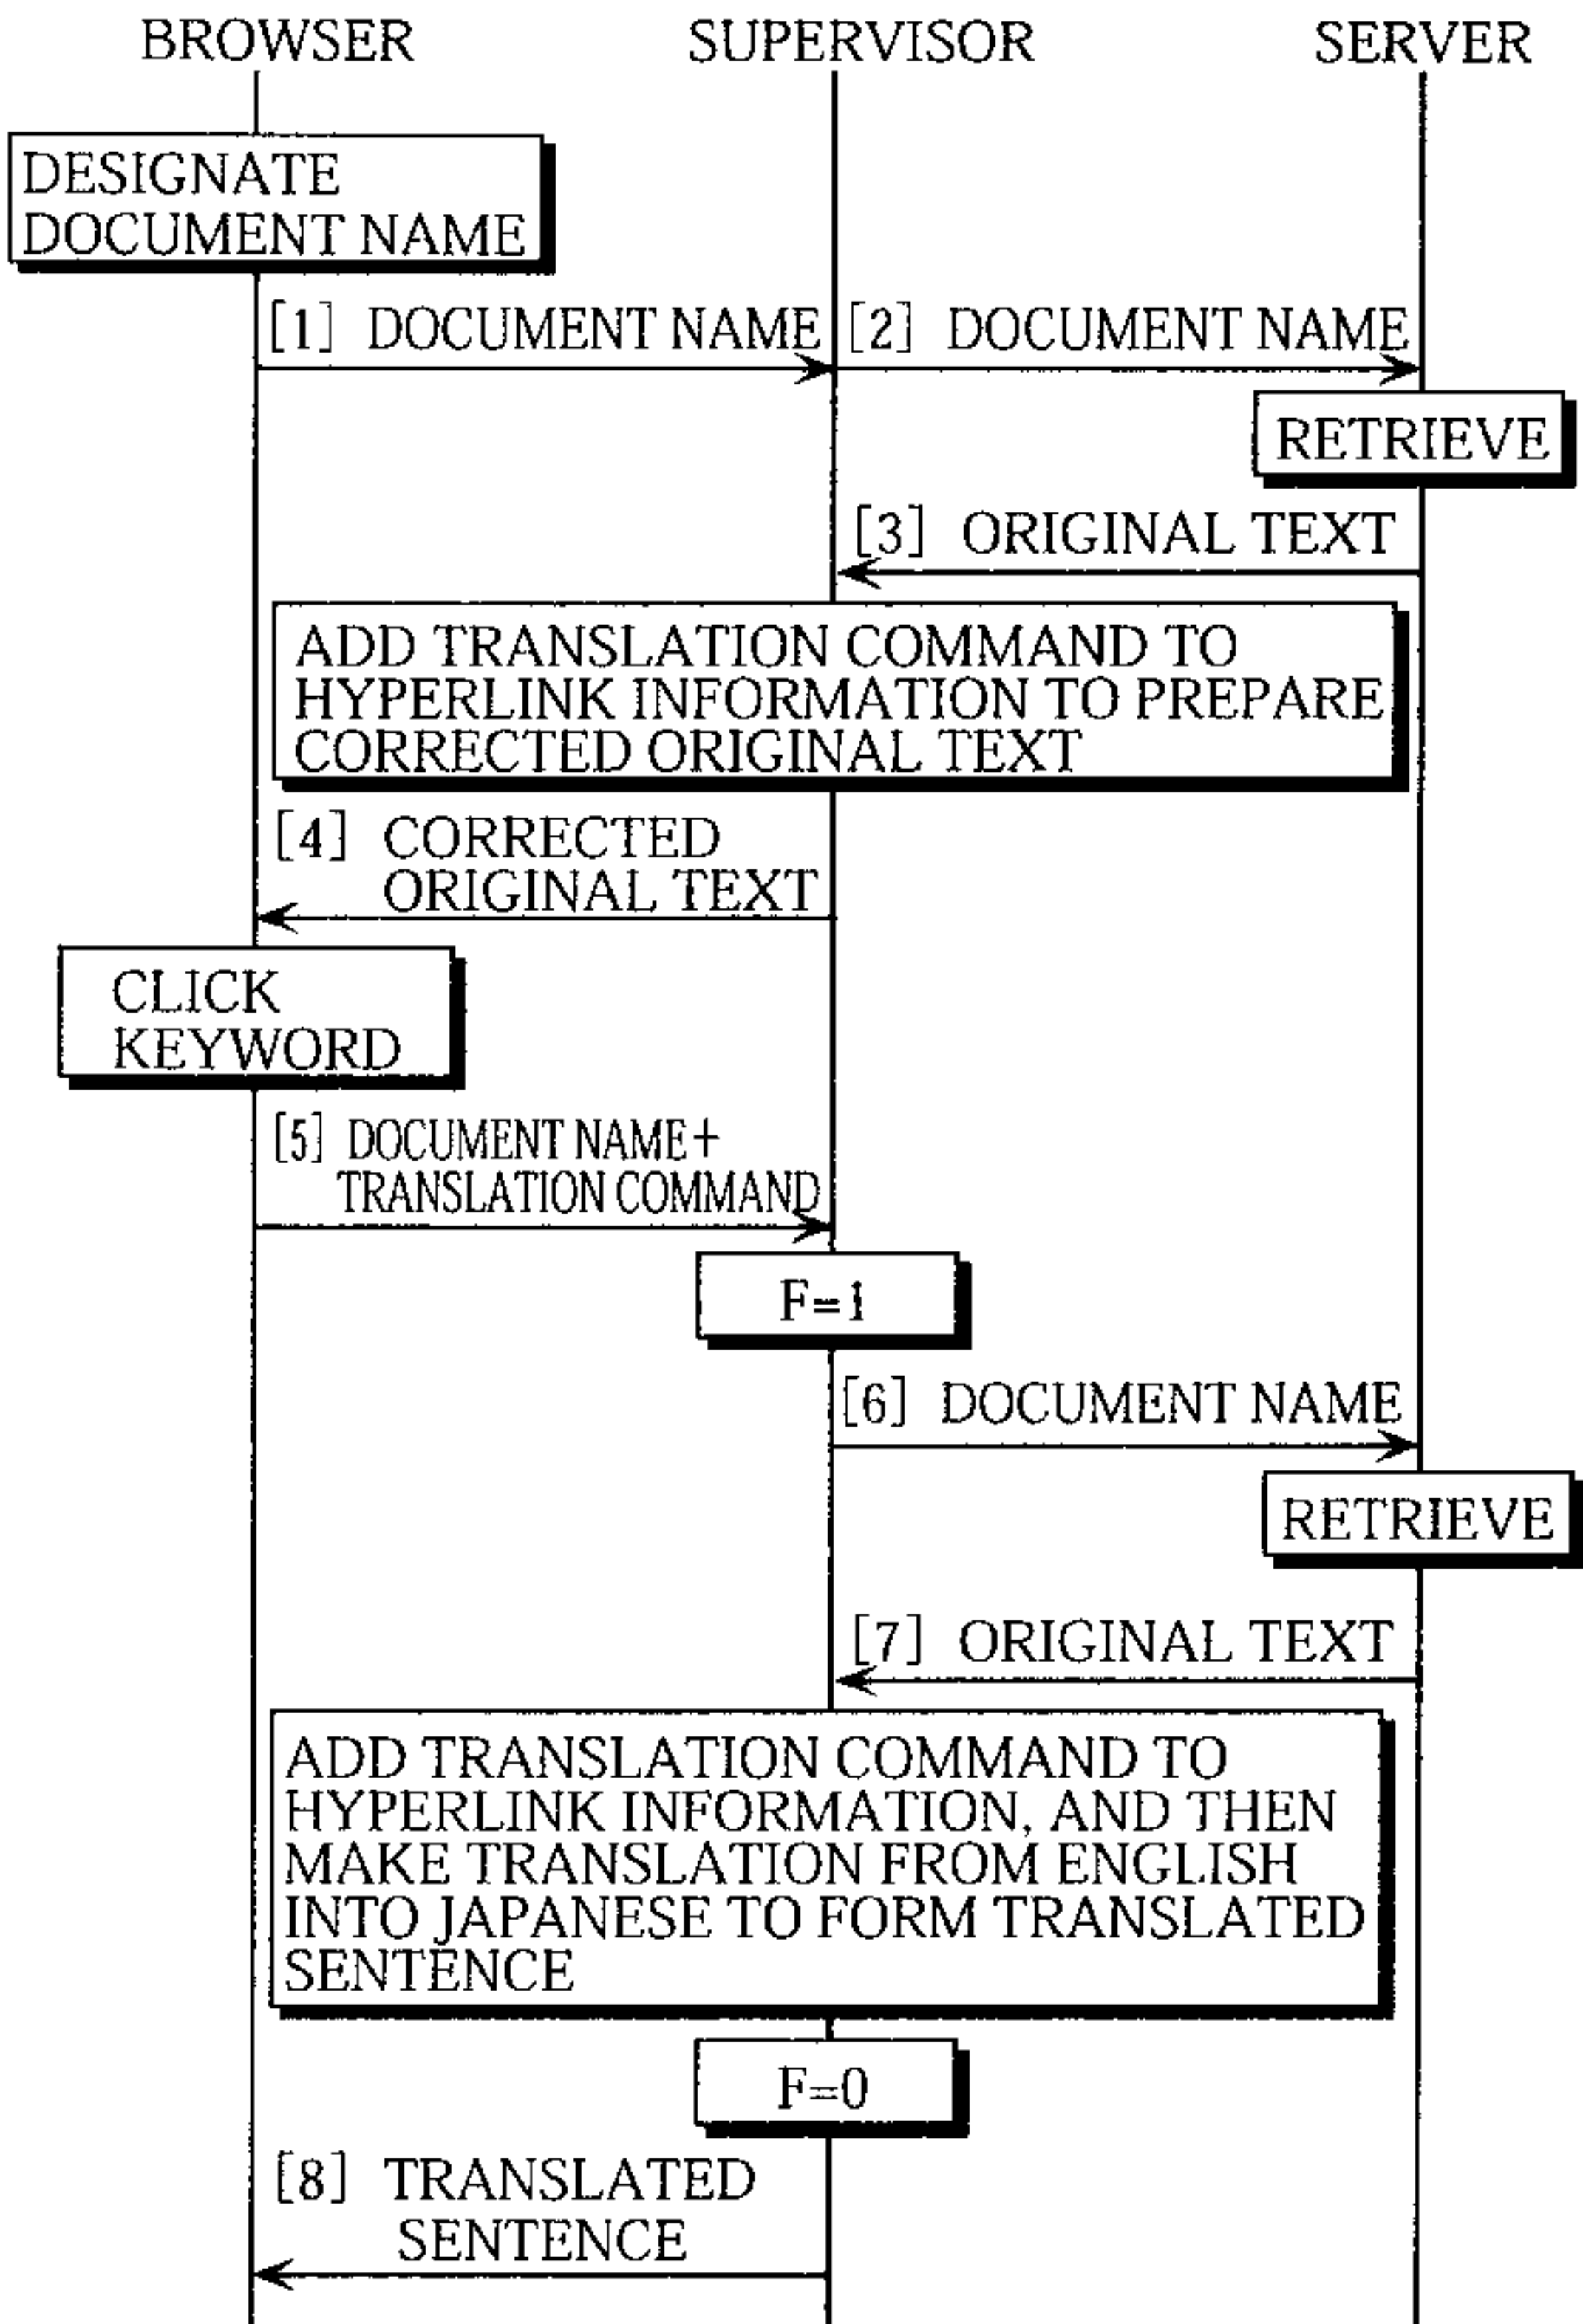 BROWSER SUPERVISOR SERVER
DESIGNATE
DOCUMENT NAME
[1] DOCUMENT NAME [2] DOCUMENT NAME
RETRIEVE
[3] ORIGINAL TEXT
ADD TRANSLATION COMMAND TO
HYPERLINK INFORMATION TO PREPARE
CORRECTED ORIGINAL TEXT
[4] CORRECTED
ORIGINAL TEXT
CLICK
KEYWORD
[5] DOCUMENT NAME+
TRANSLATION COMMAND
F=1
[6] DOCUMENT NAME
RETRIEVE
[7] ORIGINAL TEXT
ADD TRANSLATION COMMAND TO
HYPERLINK INFORMATION, AND THEN
MAKE TRANSLATION FROM ENGLISH
INTO JAPANESE TO FORM TRANSLATED
SENTENCE
F=0
[8] TRANSLATED
SENTENCE